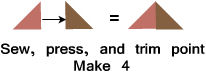 =
Sew, press, and trim point
Make 4